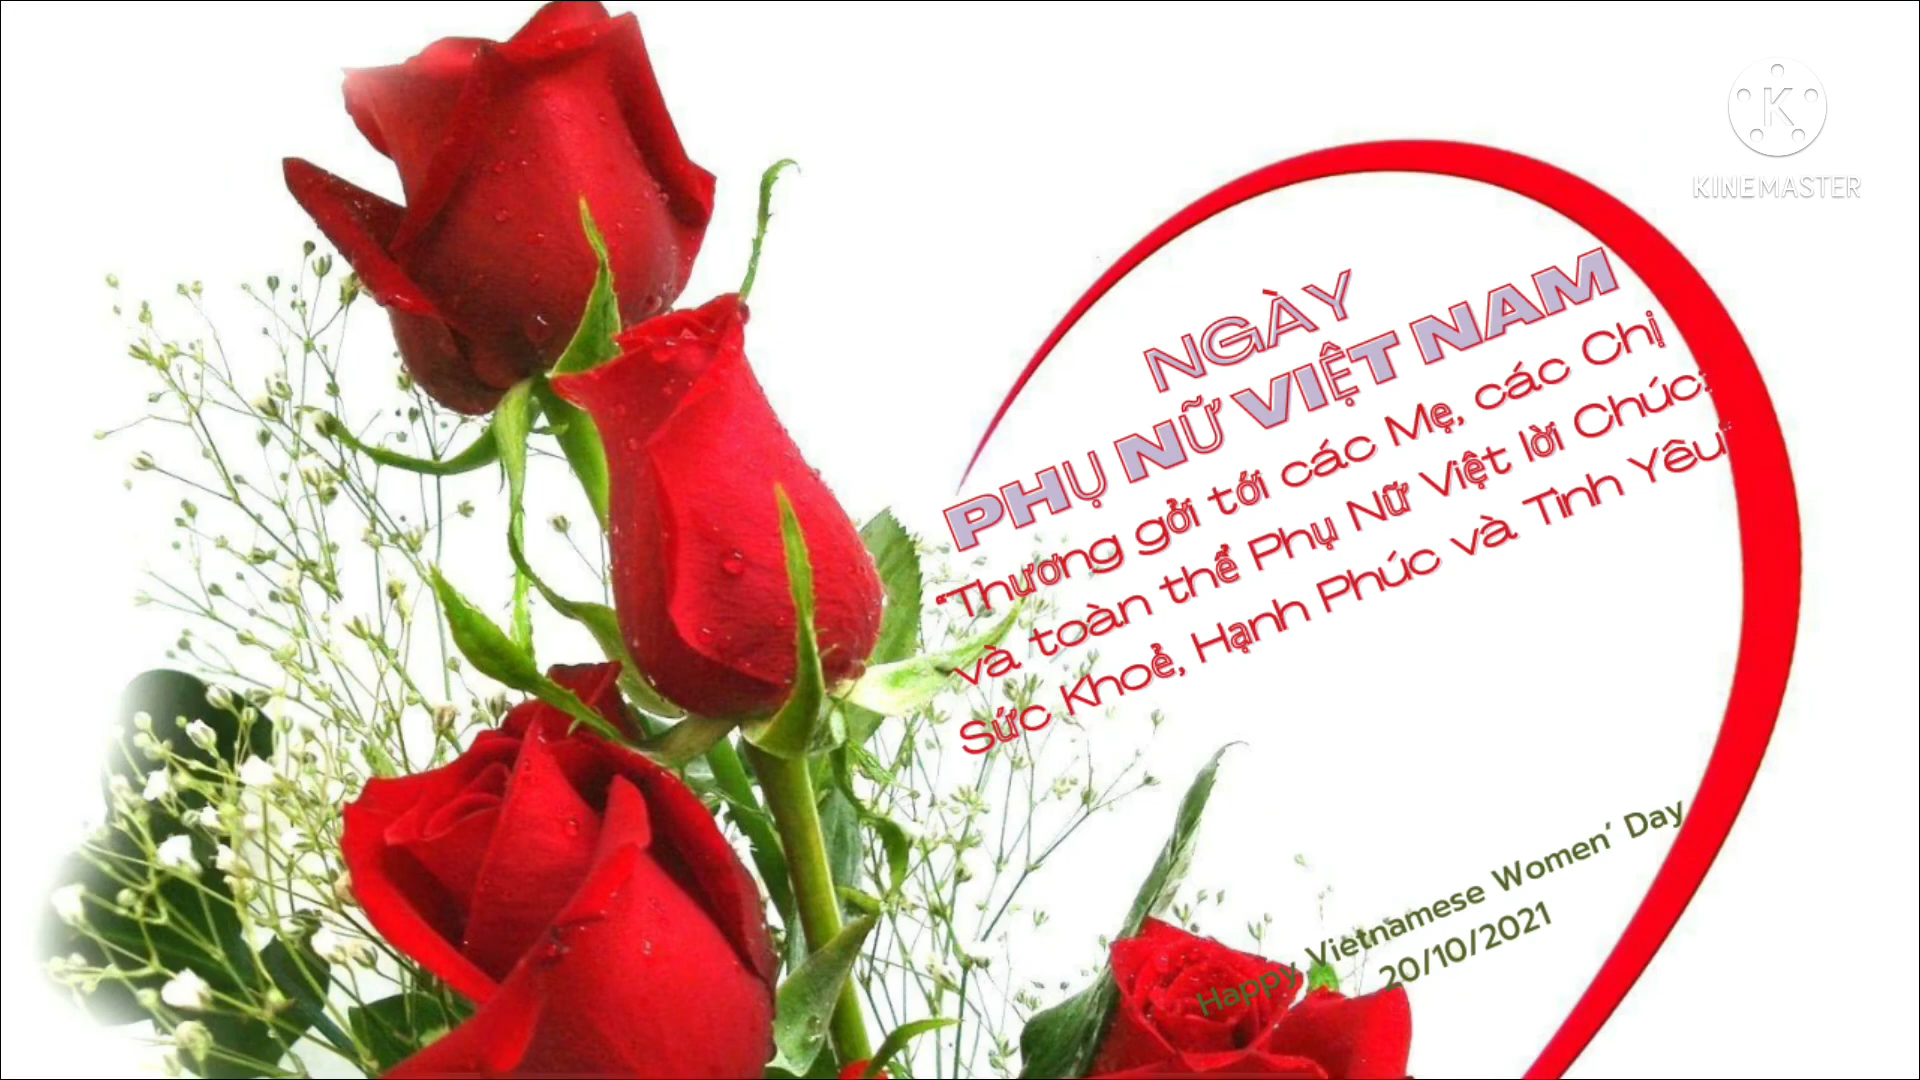 KINEMASTER
NGÀY
PHỤ NỮ VIỆT NAM
“Thương gởi tới các Mẹ, các Chị
và toàn thể Phụ Nữ Việt lời Chúc:
Sức Khoẻ, Hạnh Phúc và Tình Yêu”
Happy Vietnamese Women’ Day
20/10/2021